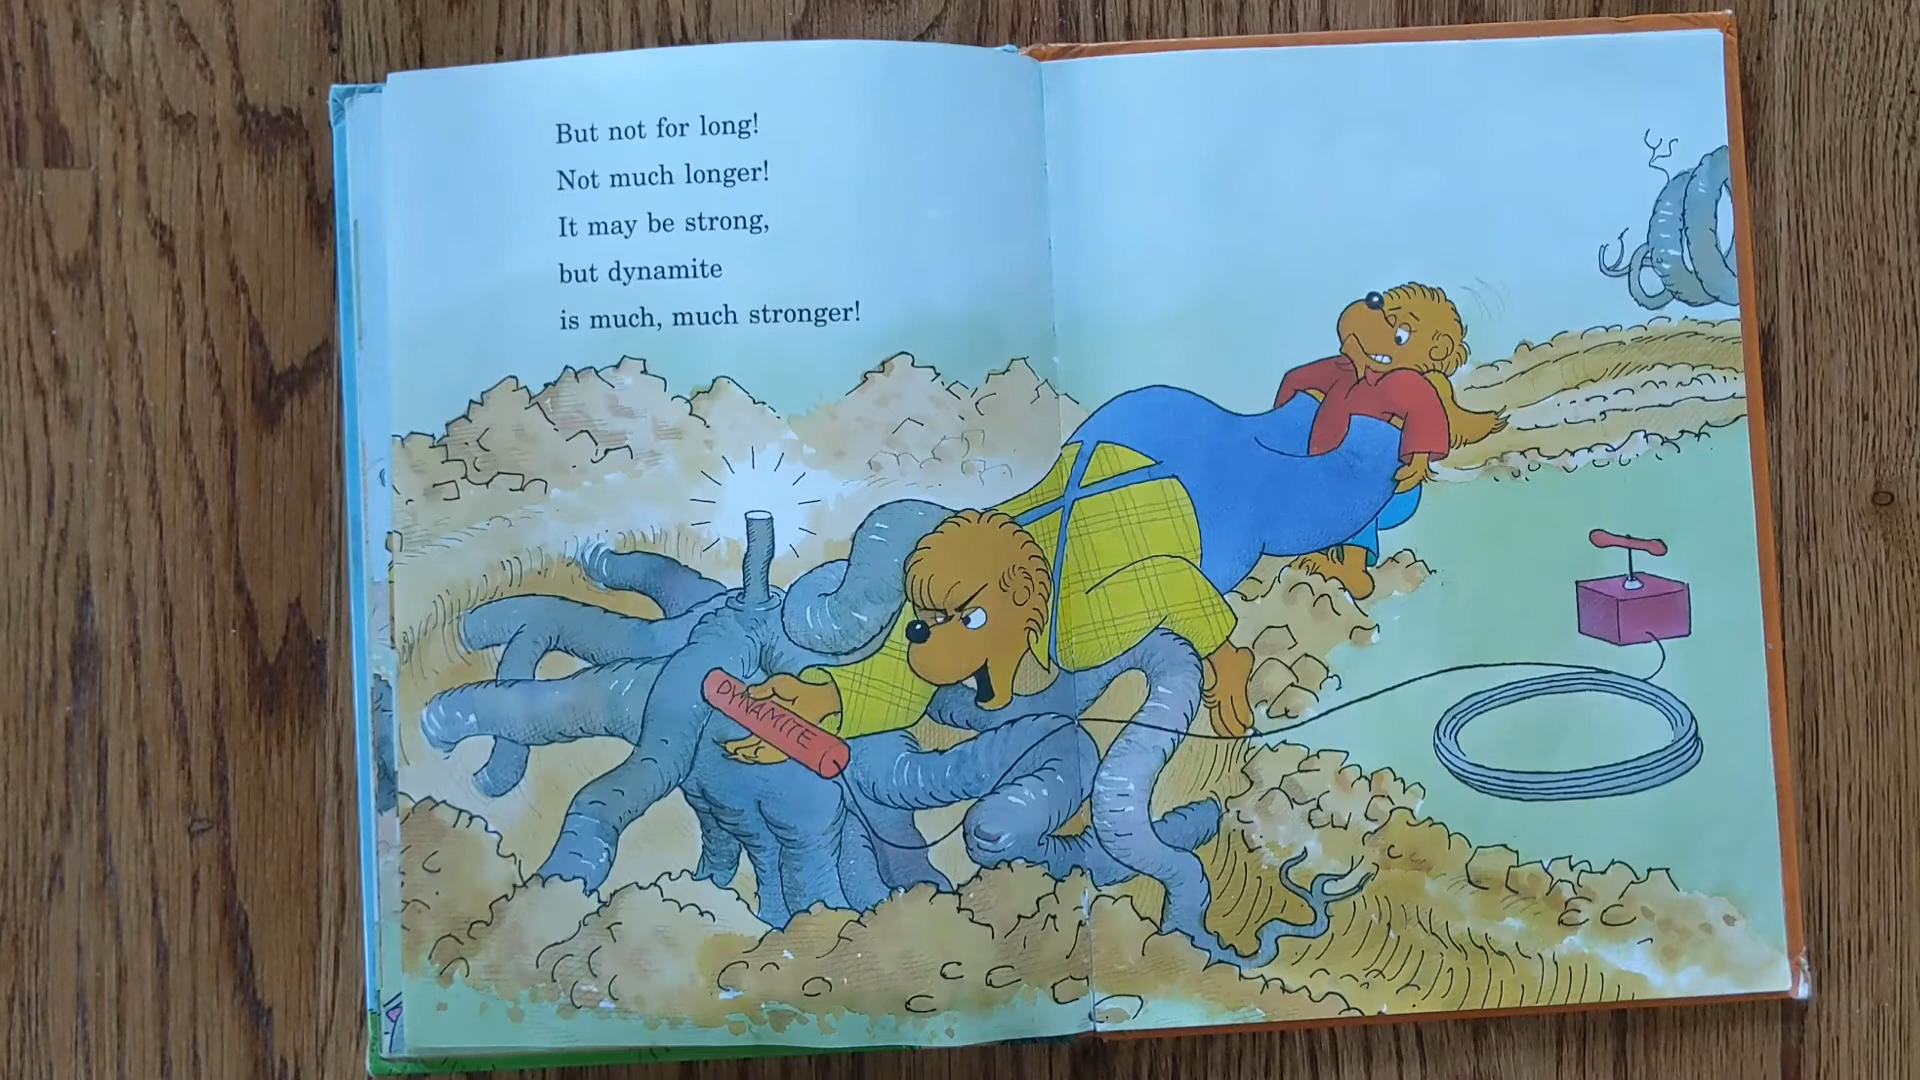 But not for long!
Not much longer!
It may be strong,
but dynamite
is much, much stronger!
DYNAMITE